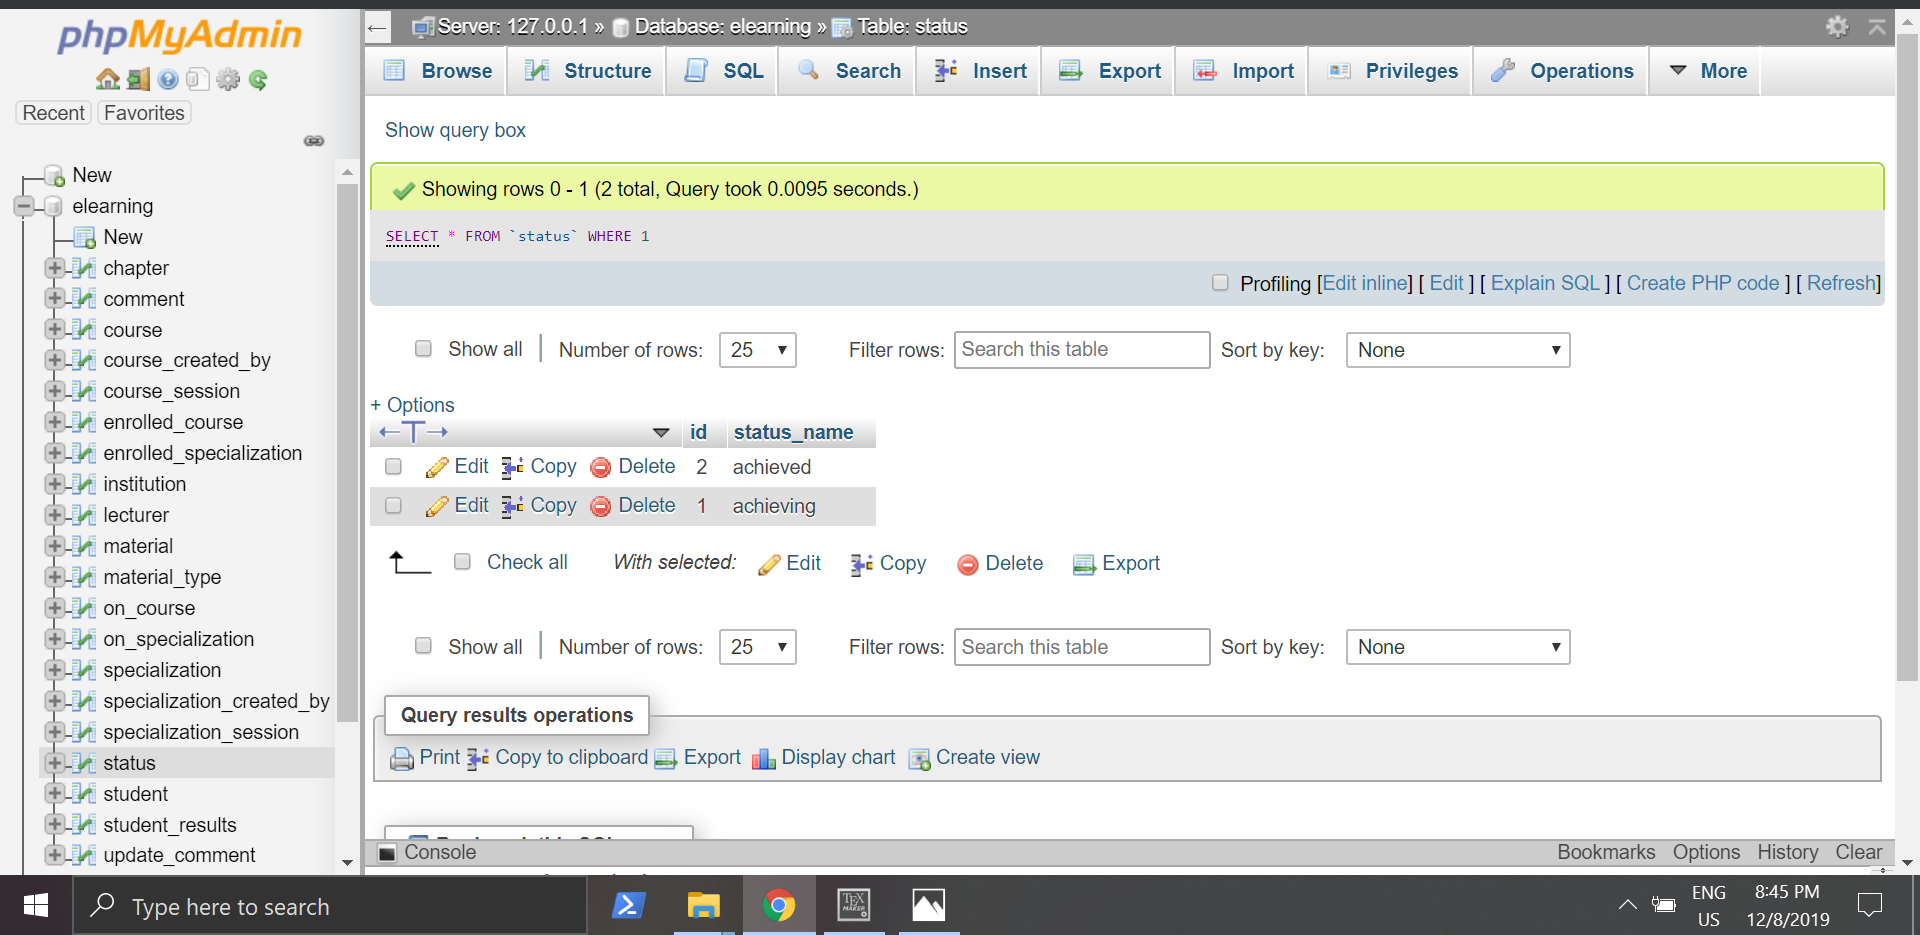 phpMyAdmin
Recent Favorites
New
elearning
New
chapter
comment
course
course_created_by
course_session
enrolled_course
enrolled_specialization
institution
lecturer
material
material_type
on_course
on_specialization
specialization
specialization_created_by
specialization_session
status
student
student_results
update_comment
Server: 127.0.0.1 » Database: elearning » Table: status
Browse Structure SQL Search Insert Export Import Privileges Operations More
Show query box
Showing rows 0 - 1 (2 total, Query took 0.0095 seconds.)
SELECT * FROM `status` WHERE 1
Profiling [Edit inline] [ Edit ] [ Explain SQL ] [ Create PHP code ] [ Refresh]
Show all Number of rows: 25 Filter rows: Search this table Sort by key: None
+ Options
id status_name
Edit Copy Delete 2 achieved
Edit Copy Delete 1 achieving
Check all With selected: Edit Copy Delete Export
Show all Number of rows: 25 Filter rows: Search this table Sort by key: None
Query results operations
Print Copy to clipboard Export Display chart Create view
Console Bookmarks Options History Clear
Type here to search
TEX MAKER
ENG 8:45 PM
US 12/8/2019